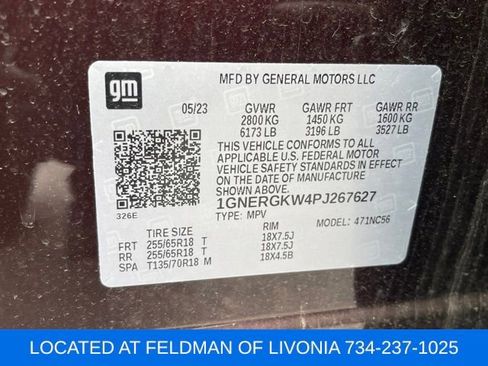 gm
MFD BY GENERAL MOTORS LLC
05/23 GVWR GAWR FRT GAWR RR
2800 KG 1450 KG 1600 KG
6173 LB 3196 LB 3527 LB
THIS VEHICLE CONFORMS TO ALL
APPLICABLE U.S. FEDERAL MOTOR
VEHICLE SAFETY STANDARDS IN EFFECT
ON THE DATE OF MANUFACTURE SHOWN
ABOVE.
1GNERGKW4PJ267627
326E TYPE: MPV
MODEL: 471NC56
TIRE SIZE RIM
FRT 255/65R18 T 18X7.5J
RR 255/65R18 T 18X7.5J
SPA T135/70R18 M 18X4.5B
LOCATED AT FELDMAN OF LIVONIA 734-237-1025